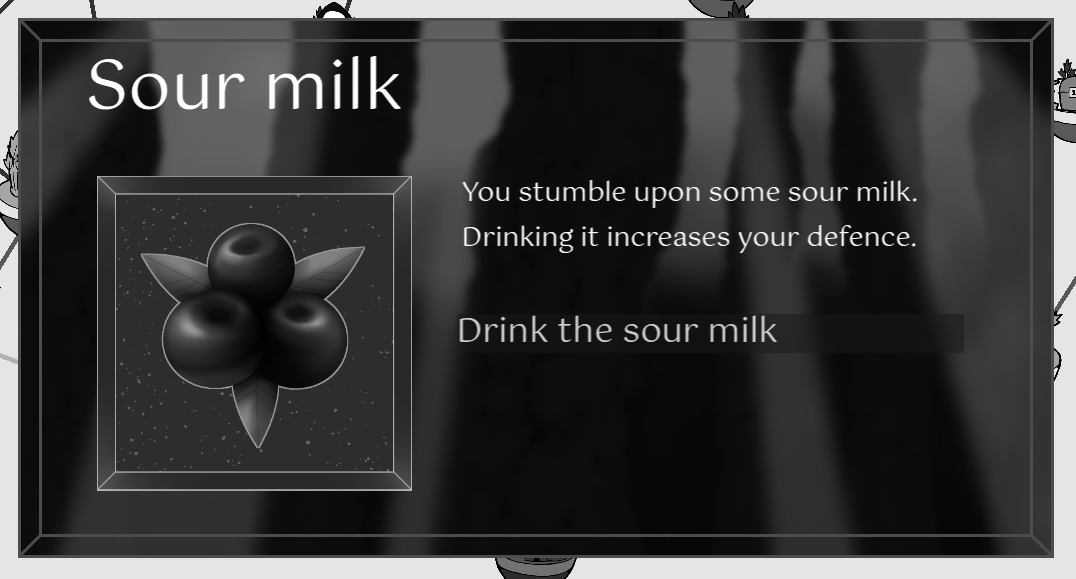 Sour milk
You stumble upon some sour milk.
Drinking it increases your defence.
Drink the sour milk